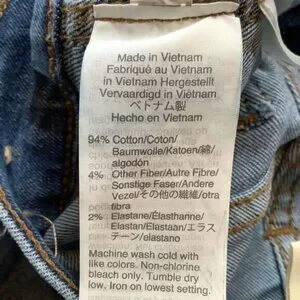 Made in Vietnam
Fabriqué au Vietnam
in Vietnam Hergestellt
Vervaardigd in Vietnam
ベトナム製
Hecho en Vietnam
94% Cotton/Coton/
Baumwolle/Katoen/綿/
algodón
4% Other Fiber/Autre Fibre/
Sonstige Faser/Andere
Vezel/その他の繊維/otra
fibra
2% Elastane/Élasthanne/
Elastan/Elastaan/エラス
テーン/elastano
Machine wash cold with
like colors. Non-chlorine
bleach only. Tumble dry
low. Iron on lowest setting.